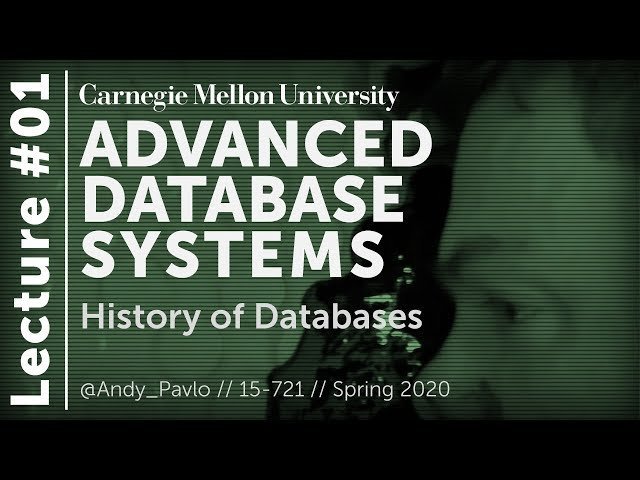 Lecture #01
Carnegie Mellon University
ADVANCED
DATABASE
SYSTEMS
History of Databases
@Andy_Pavlo // 15-721 // Spring 2020